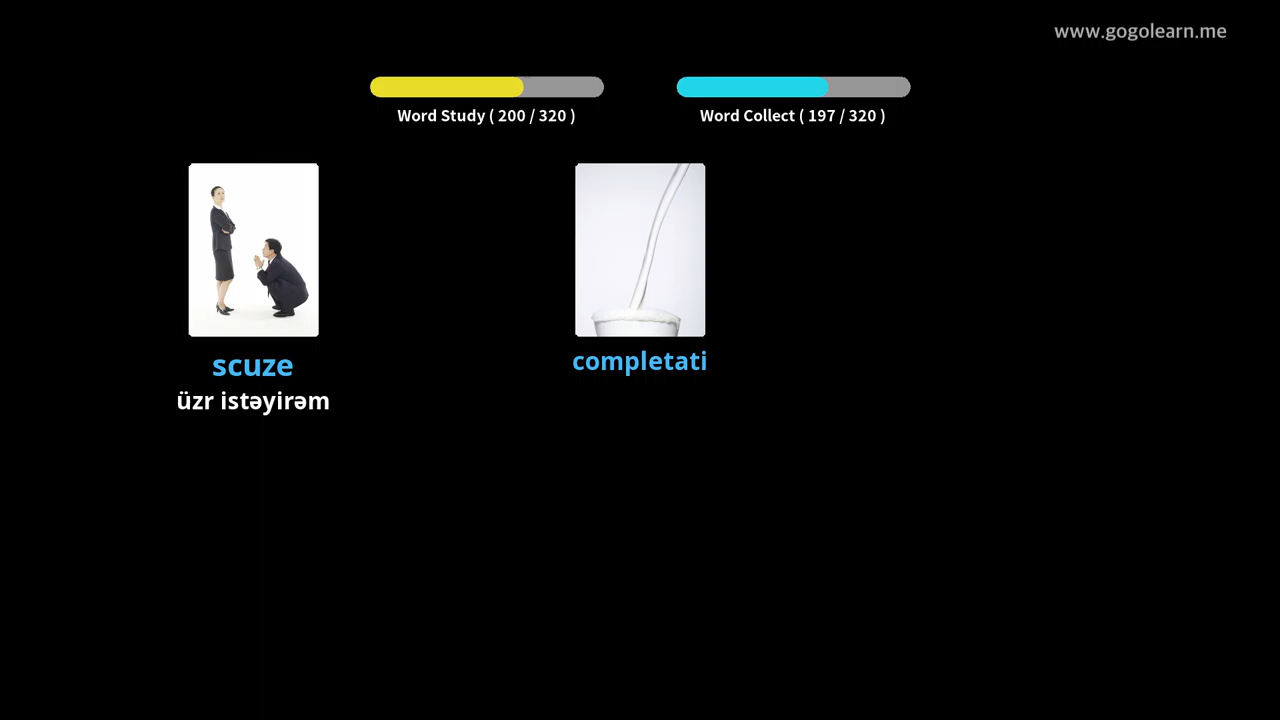 www.gogolearn.me
Word Study ( 200 / 320 )
Word Collect ( 197 / 320 )
scuze
üzr istəyirəm
completati